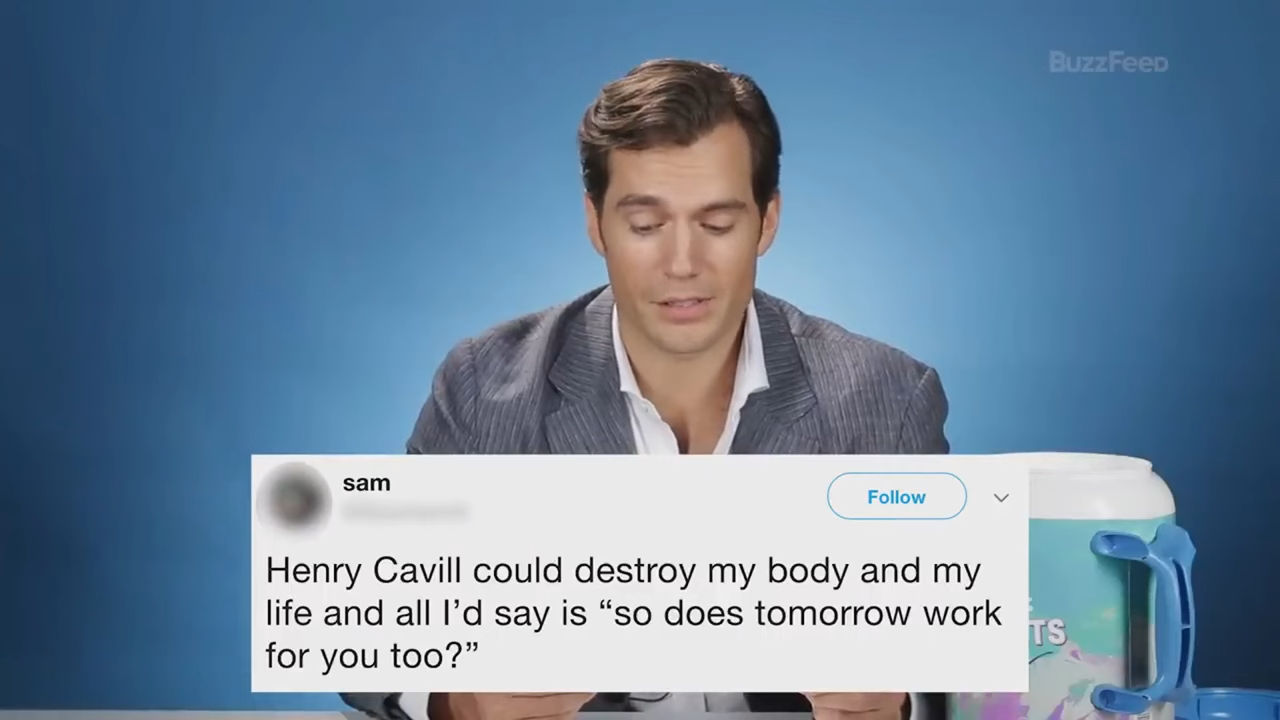 BuzzFeed
sam
Follow
Henry Cavill could destroy my body and my
life and all I'd say is “so does tomorrow work
for you too?”
TS